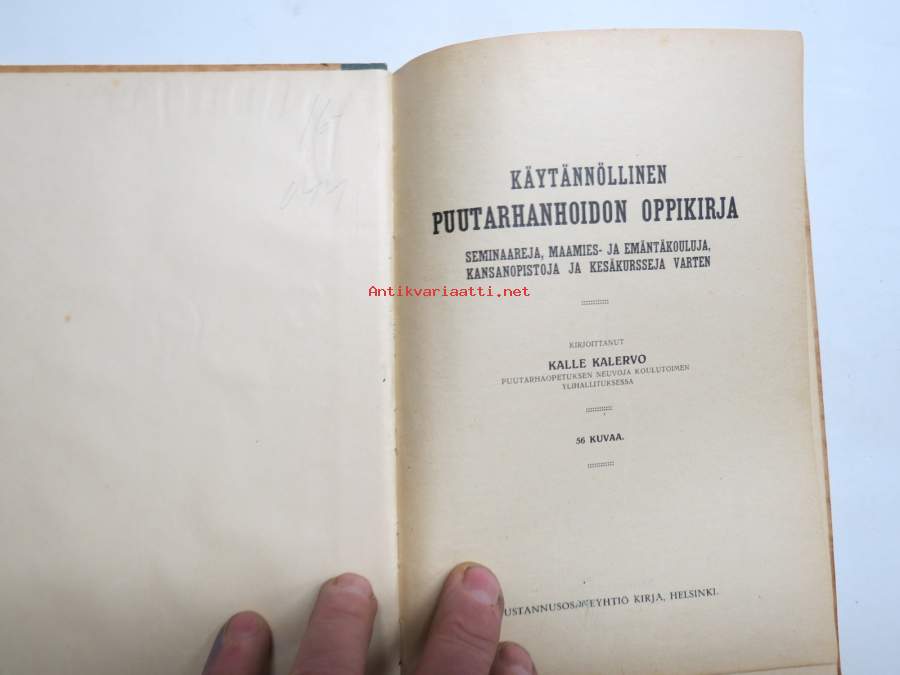 KÄYTÄNNÖLLINEN
PUUTARHANHOIDON OPPIKIRJA
SEMINAAREJA, MAAMIES- JA EMÄNTÄKOULUJA,
KANSANOPISTOJA JA KESÄKURSSEJA VARTEN
Antikvariaatti.net
KIRJOITTANUT
KALLE KALERVO
PUUTARHAOPETUKSEN NEUVOJA KOULUTOIMEN
YLIHALLITUKSESSA
56 KUVAA.
KIRJA, HELSINKI.